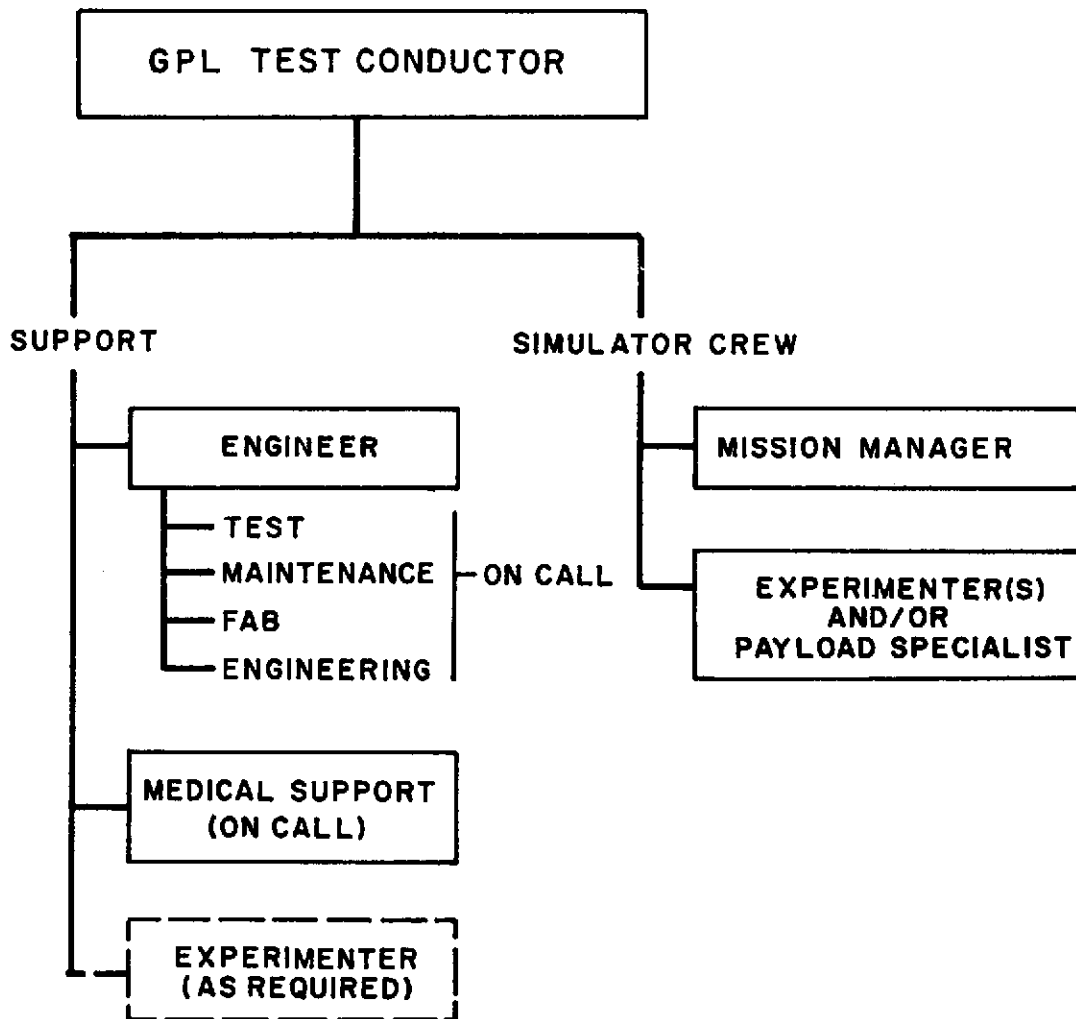 GPL TEST CONDUCTOR
SUPPORT
SIMULATOR CREW
ENGINEER
TEST
MAINTENANCE
FAB
ENGINEERING
ON CALL
MEDICAL SUPPORT
(ON CALL)
EXPERIMENTER
(AS REQUIRED)
MISSION MANAGER
EXPERIMENTER(S)
AND/OR
PAYLOAD SPECIALIST